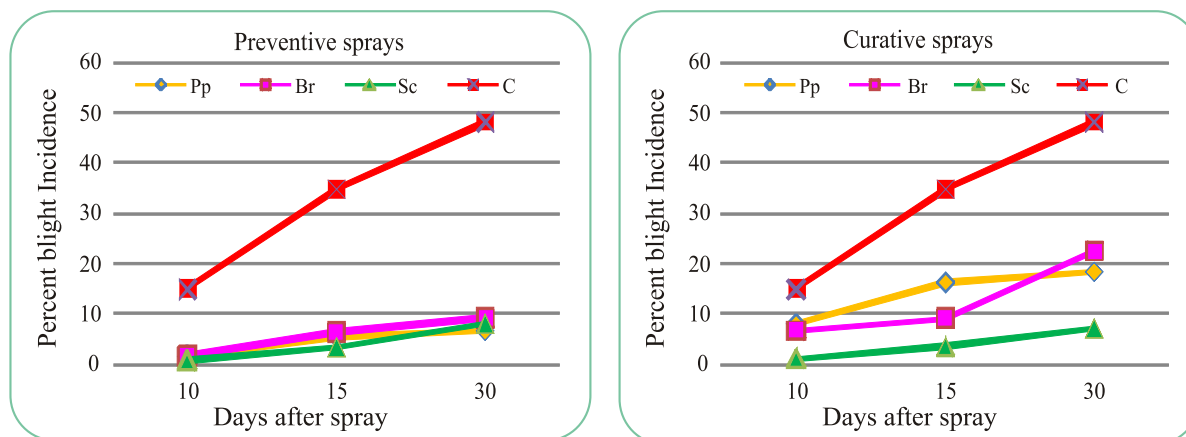 Preventive sprays
60
50
40
30
20
10
0
Percent blight Incidence
Pp Br Sc C
10 15 30
Days after spray
Curative sprays
60
50
40
30
20
10
0
Percent blight Incidence
Pp Br Sc C
10 15 30
Days after spray